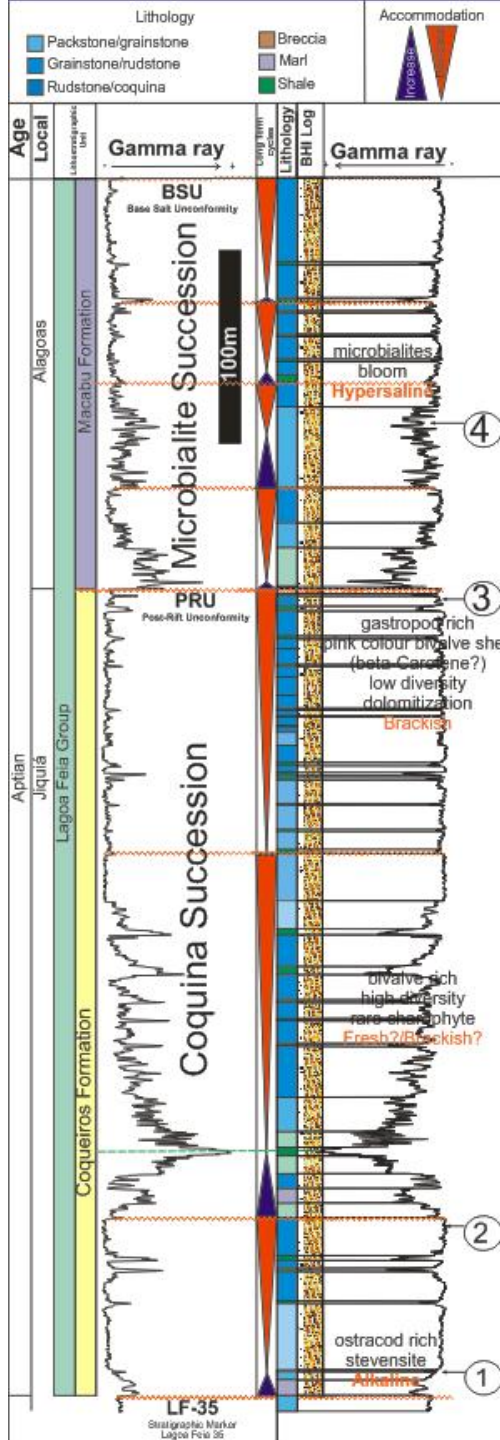 Lithology
Packstone/grainstone
Grainstone/rudstone
Rudstone/coquina
Breccia
Marl
Shale
Accommodation
Increase
Age
Local
Lithostratigraphic Unit
Gamma ray
- +
Long term cycles
Lithology
BHI Log
Gamma ray
+ -
BSU
Base Salt Unconformity
100m
Microbialite Succession
microbialites
bloom
Hypersaline
4
Alagoas
Macabu Formation
PRU
Post-Rift Unconformity
3
gastropod rich
pink colour bivalve she
(beta Carotene?)
low diversity
dolomitization
Brackish
Aptian
Jiquiá
Lagoa Feia Group
Coquina Succession
Coqueiros Formation
bivalve rich
high diversity
rare charophyte
Fresh?/Brackish?
2
ostracod rich
stevensite
Alkaline
1
LF-35
Stratigraphic Markor
Lagoa Feia 35